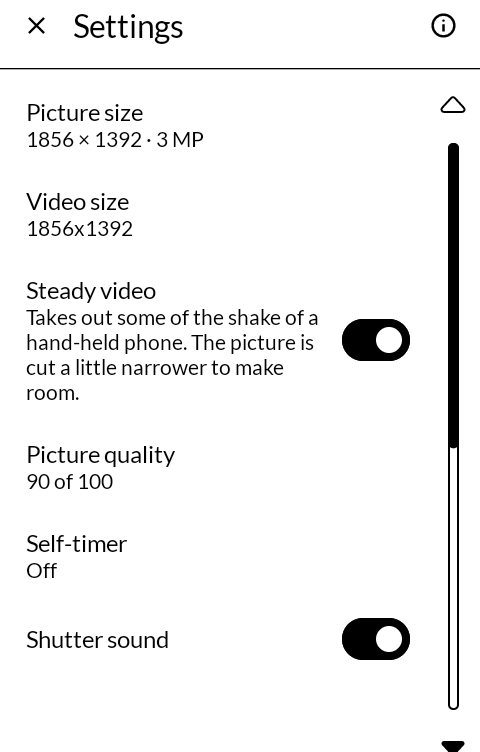 Settings
Picture size
1856 × 1392 · 3 MP
Video size
1856x1392
Steady video
Takes out some of the shake of a
hand-held phone. The picture is
cut a little narrower to make
room.
Picture quality
90 of 100
Self-timer
Off
Shutter sound